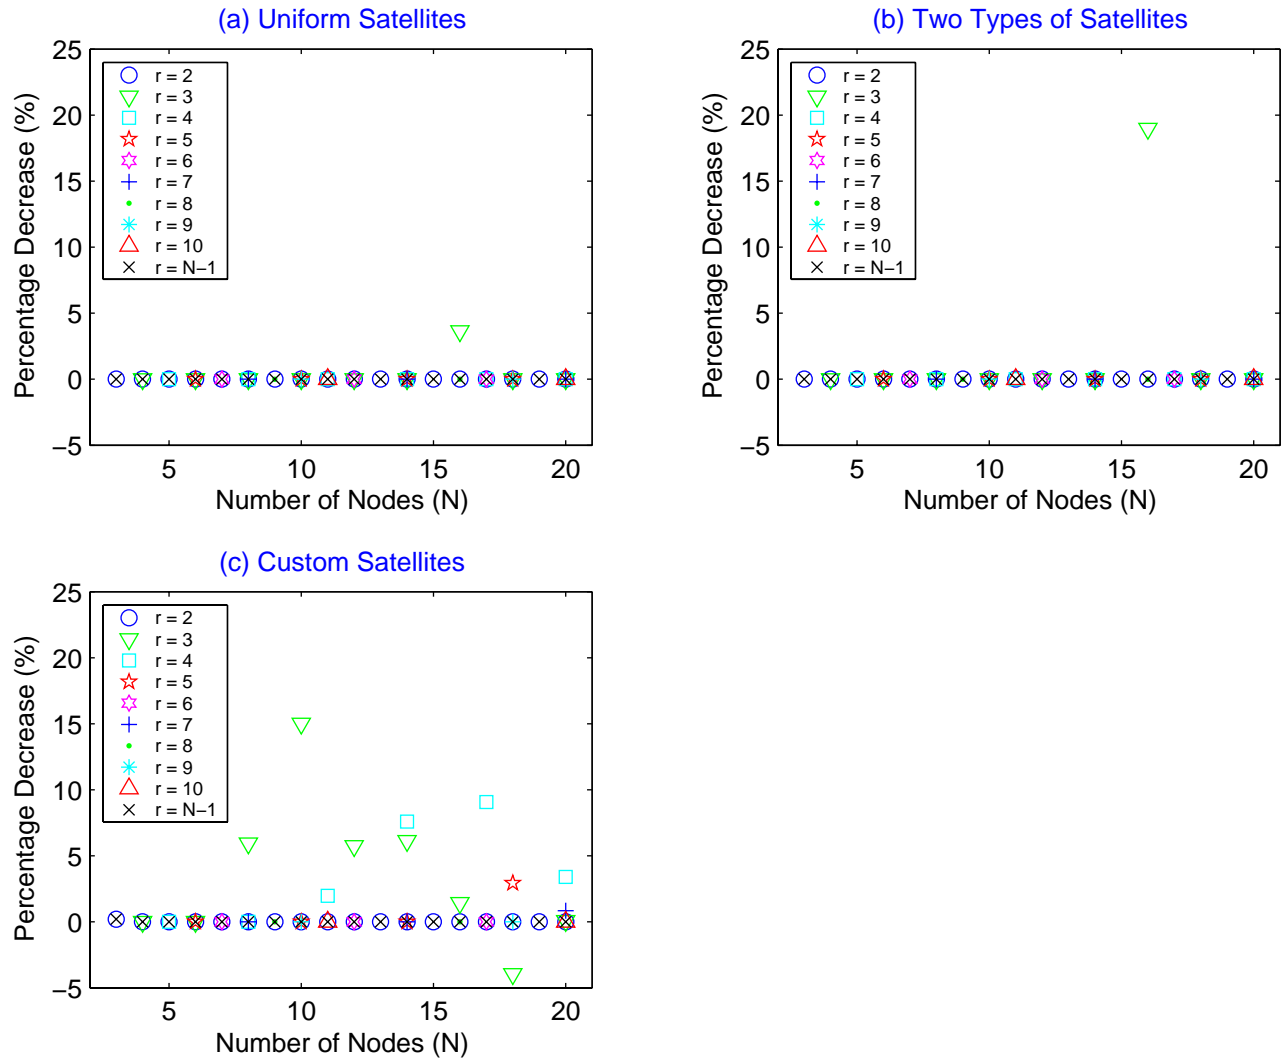 (a) Uniform Satellites
Percentage Decrease (%)
25
20
15
10
5
0
−5
r = 2
r = 3
r = 4
r = 5
r = 6
r = 7
r = 8
r = 9
r = 10
r = N−1
5 10 15 20
Number of Nodes (N)
(b) Two Types of Satellites
Percentage Decrease (%)
25
20
15
10
5
0
−5
r = 2
r = 3
r = 4
r = 5
r = 6
r = 7
r = 8
r = 9
r = 10
r = N−1
5 10 15 20
Number of Nodes (N)
(c) Custom Satellites
Percentage Decrease (%)
25
20
15
10
5
0
−5
r = 2
r = 3
r = 4
r = 5
r = 6
r = 7
r = 8
r = 9
r = 10
r = N−1
5 10 15 20
Number of Nodes (N)